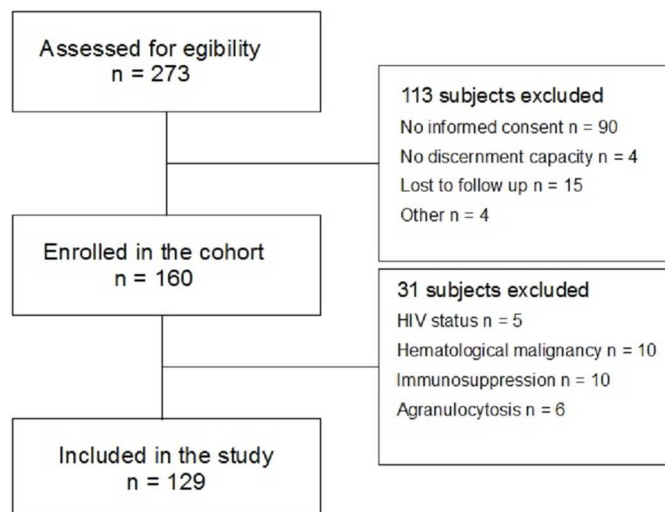 Assessed for egibility
n = 273
113 subjects excluded
No informed consent n = 90
No discernment capacity n = 4
Lost to follow up n = 15
Other n = 4
Enrolled in the cohort
n = 160
31 subjects excluded
HIV status n = 5
Hematological malignancy n = 10
Immunosuppression n = 10
Agranulocytosis n = 6
Included in the study
n = 129